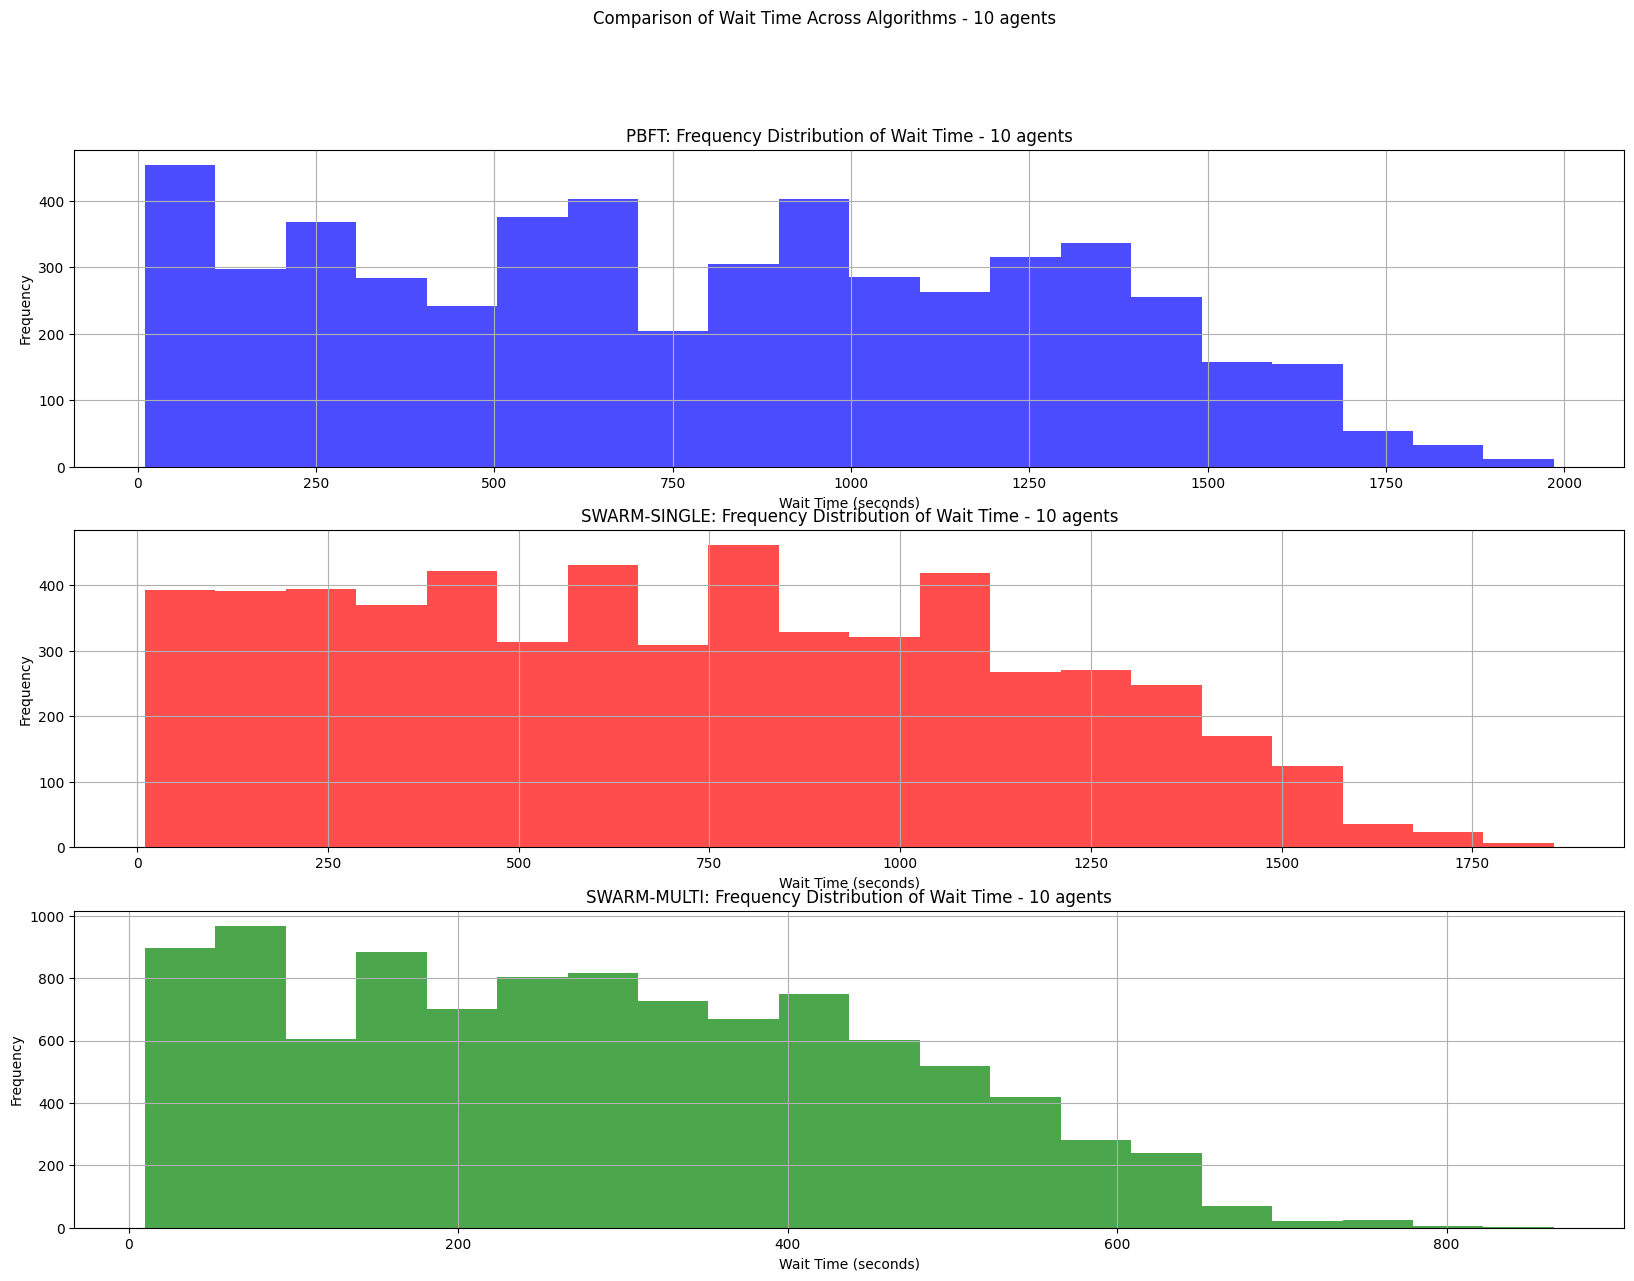 Comparison of Wait Time Across Algorithms - 10 agents
PBFT: Frequency Distribution of Wait Time - 10 agents
Frequency
400
300
200
100
0
0 250 500 750 1000 1250 1500 1750 2000
Wait Time (seconds)
SWARM-SINGLE: Frequency Distribution of Wait Time - 10 agents
Frequency
400
300
200
100
0
0 250 500 750 1000 1250 1500 1750
Wait Time (seconds)
SWARM-MULTI: Frequency Distribution of Wait Time - 10 agents
Frequency
1000
800
600
400
200
0
0 200 400 600 800
Wait Time (seconds)